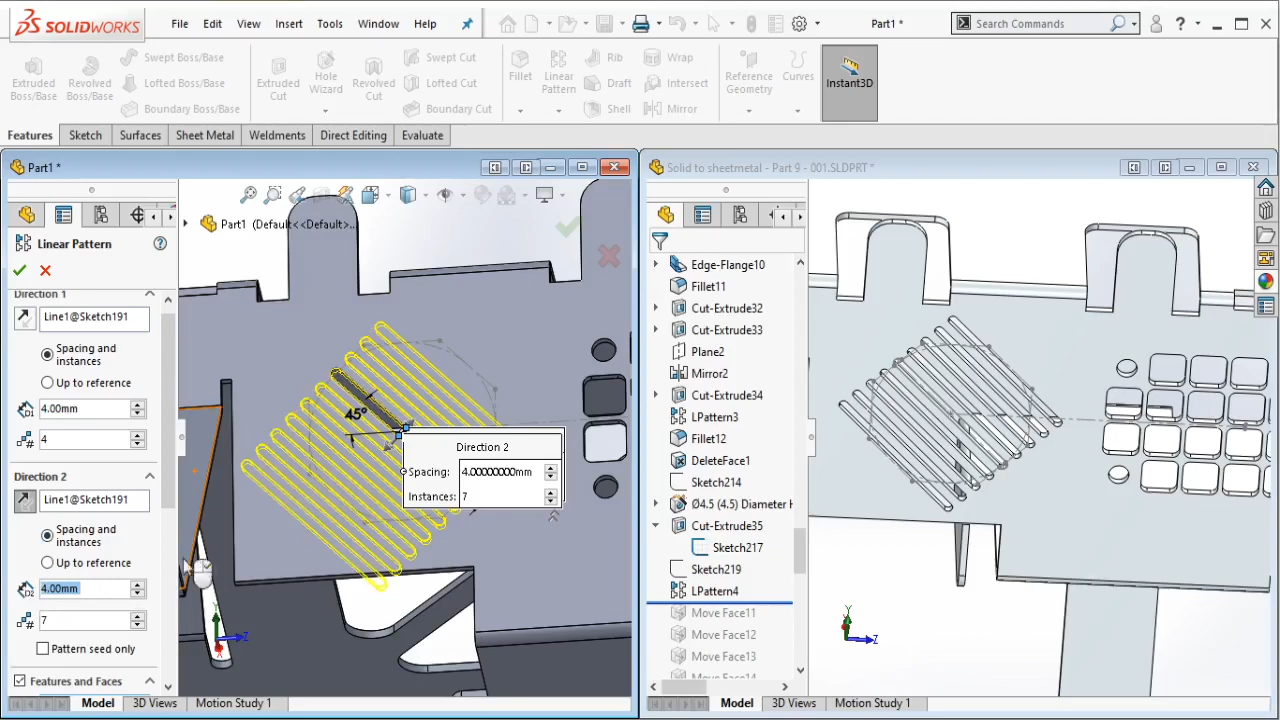 SOLIDWORKS File Edit View Insert Tools Window Help Part1 * Search Commands ?
Extruded Boss/Base
Revolved Boss/Base
Swept Boss/Base
Lofted Boss/Base
Boundary Boss/Base
Extruded Cut
Hole Wizard
Revolved Cut
Swept Cut
Lofted Cut
Boundary Cut
Fillet
Linear Pattern
Rib
Draft
Shell
Wrap
Intersect
Mirror
Reference Geometry
Curves
Instant3D
Features Sketch Surfaces Sheet Metal Weldments Direct Editing Evaluate
Part1 *
Part1 (Default<<Default>...
Linear Pattern ?
Direction 1
Line1@Sketch191
Spacing and
instances
Up to reference
D1 4.00mm
# 4
Direction 2
Line1@Sketch191
Spacing and
instances
Up to reference
D2 4.00mm
# 7
Pattern seed only
Features and Faces
45°
Direction 2
Spacing: 4.00000000mm
Instances: 7
Y
Z
X
Model 3D Views Motion Study 1
Solid to sheetmetal - Part 9 - 001.SLDPRT *
Edge-Flange10
Fillet11
Cut-Extrude32
Cut-Extrude33
Plane2
Mirror2
Cut-Extrude34
LPattern3
Fillet12
DeleteFace1
Sketch214
Ø4.5 (4.5) Diameter H
Cut-Extrude35
Sketch217
Sketch219
LPattern4
Move Face11
Move Face12
Move Face13
Move Face14
Y
Z
Model 3D Views Motion Study 1